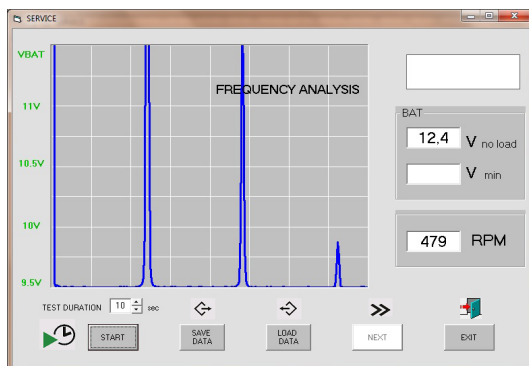 SERVICE
VBAT
FREQUENCY ANALYSIS
11V
10.5V
10V
9.5V
BAT
12,4 V no load
V min
479 RPM
TEST DURATION 10 sec
START
SAVE
DATA
LOAD
DATA
NEXT
EXIT